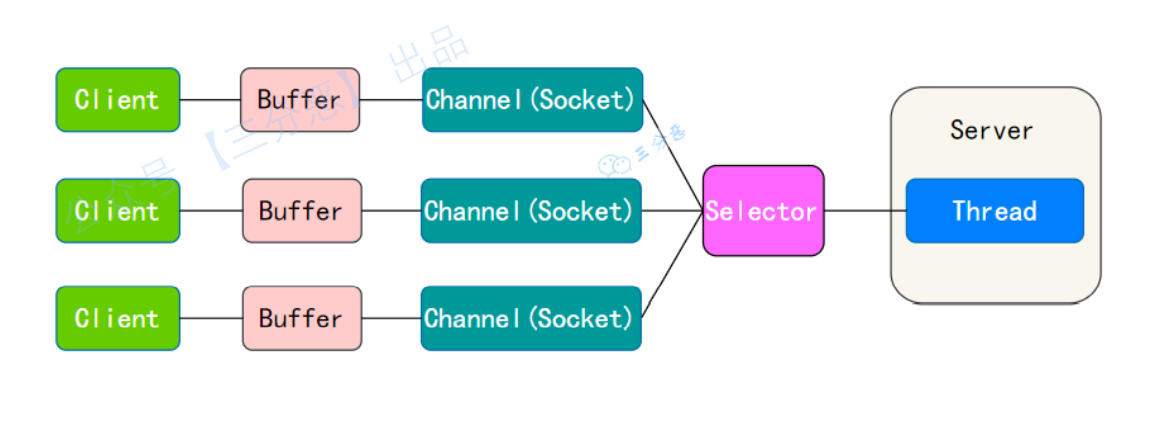 公众号【三分恶】出品
Client
Buffer
Channel(Socket)
三分恶
Server
Client
Buffer
Channel(Socket)
Selector
Thread
Client
Buffer
Channel(Socket)